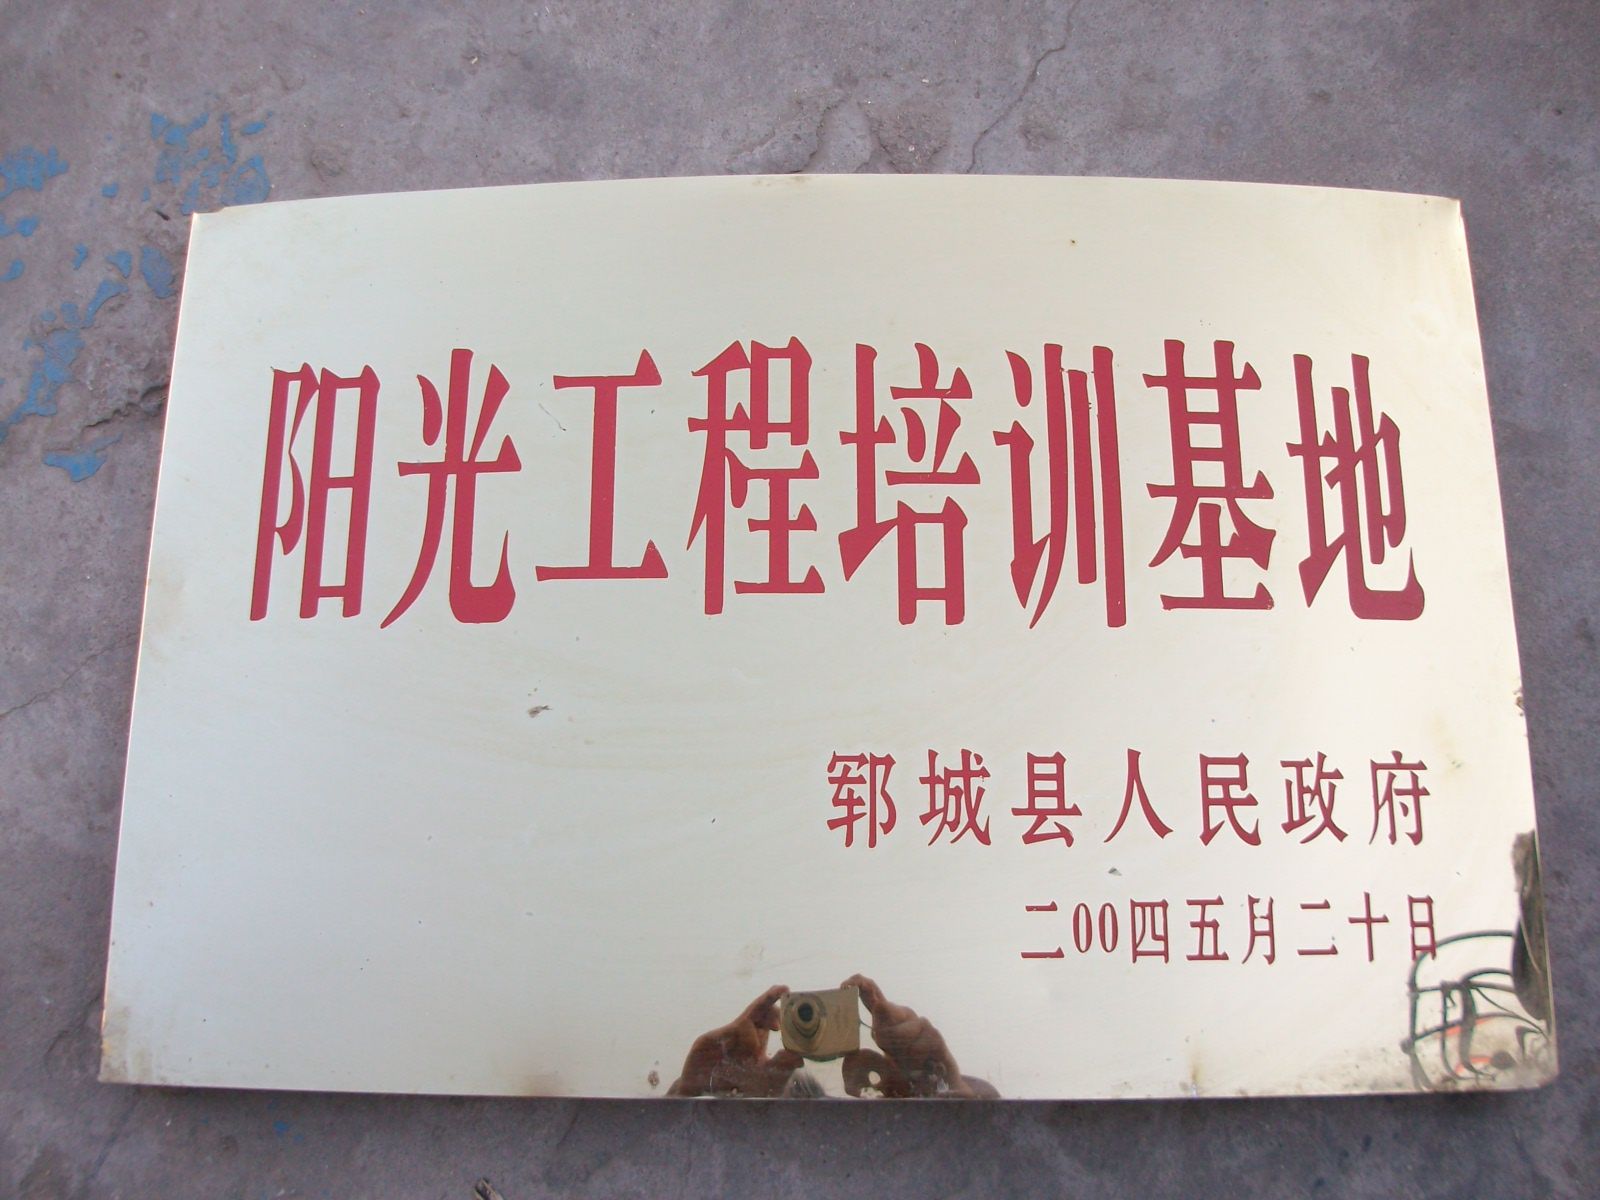 阳光工程培训基地
郓城县人民政府
二00四五月二十日